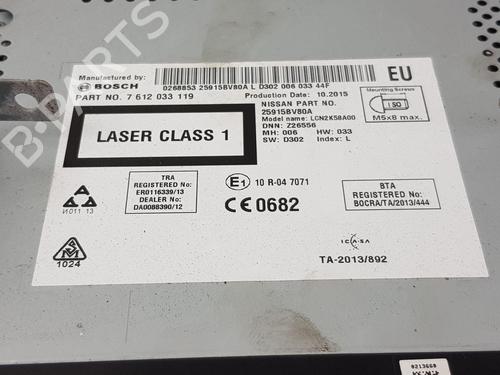 Manufactured by:
BOSCH
0268853 25915BV80A L D302 006 033 44F
EU
PART NO. 7 612 033 119
Production Date: 10.2015
Mounting Screws
ISO
M5x8 max.
NISSAN PART NO.
25915BV80A
Model name: LCN2K58A00
DNN: Z26556
MH: 006 HW: 033
SW: D302 Index: L
LASER CLASS 1
TRA
REGISTERED No:
ER0116339/13
DEALER No:
DA0088390/12
И011 13
E1 10 R-04 7071
CE0682
BTA
REGISTERED No:
BOCRA/TA/2013/444
1024
ICASA
TA-2013/892
0213660
B-PARTS